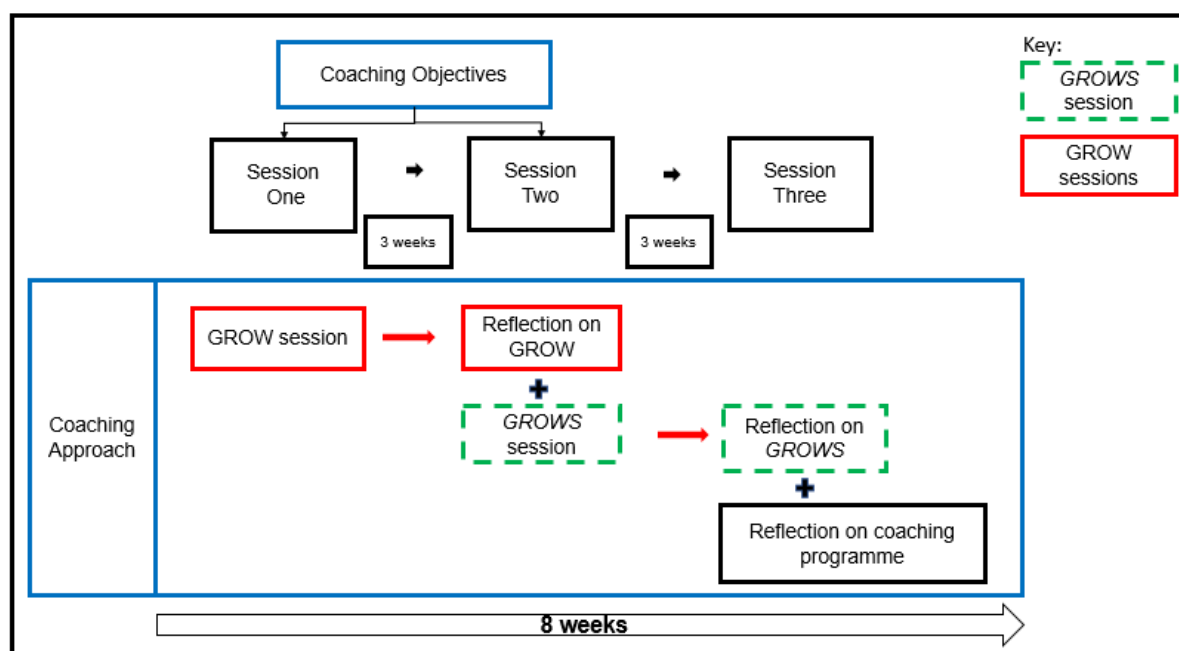 Key:
GROWS
session
GROW
sessions
Coaching Objectives
Session
One
Session
Two
Session
Three
3 weeks
3 weeks
Coaching
Approach
GROW session
Reflection on
GROW
GROWS
session
Reflection on
GROWS
Reflection on coaching
programme
8 weeks